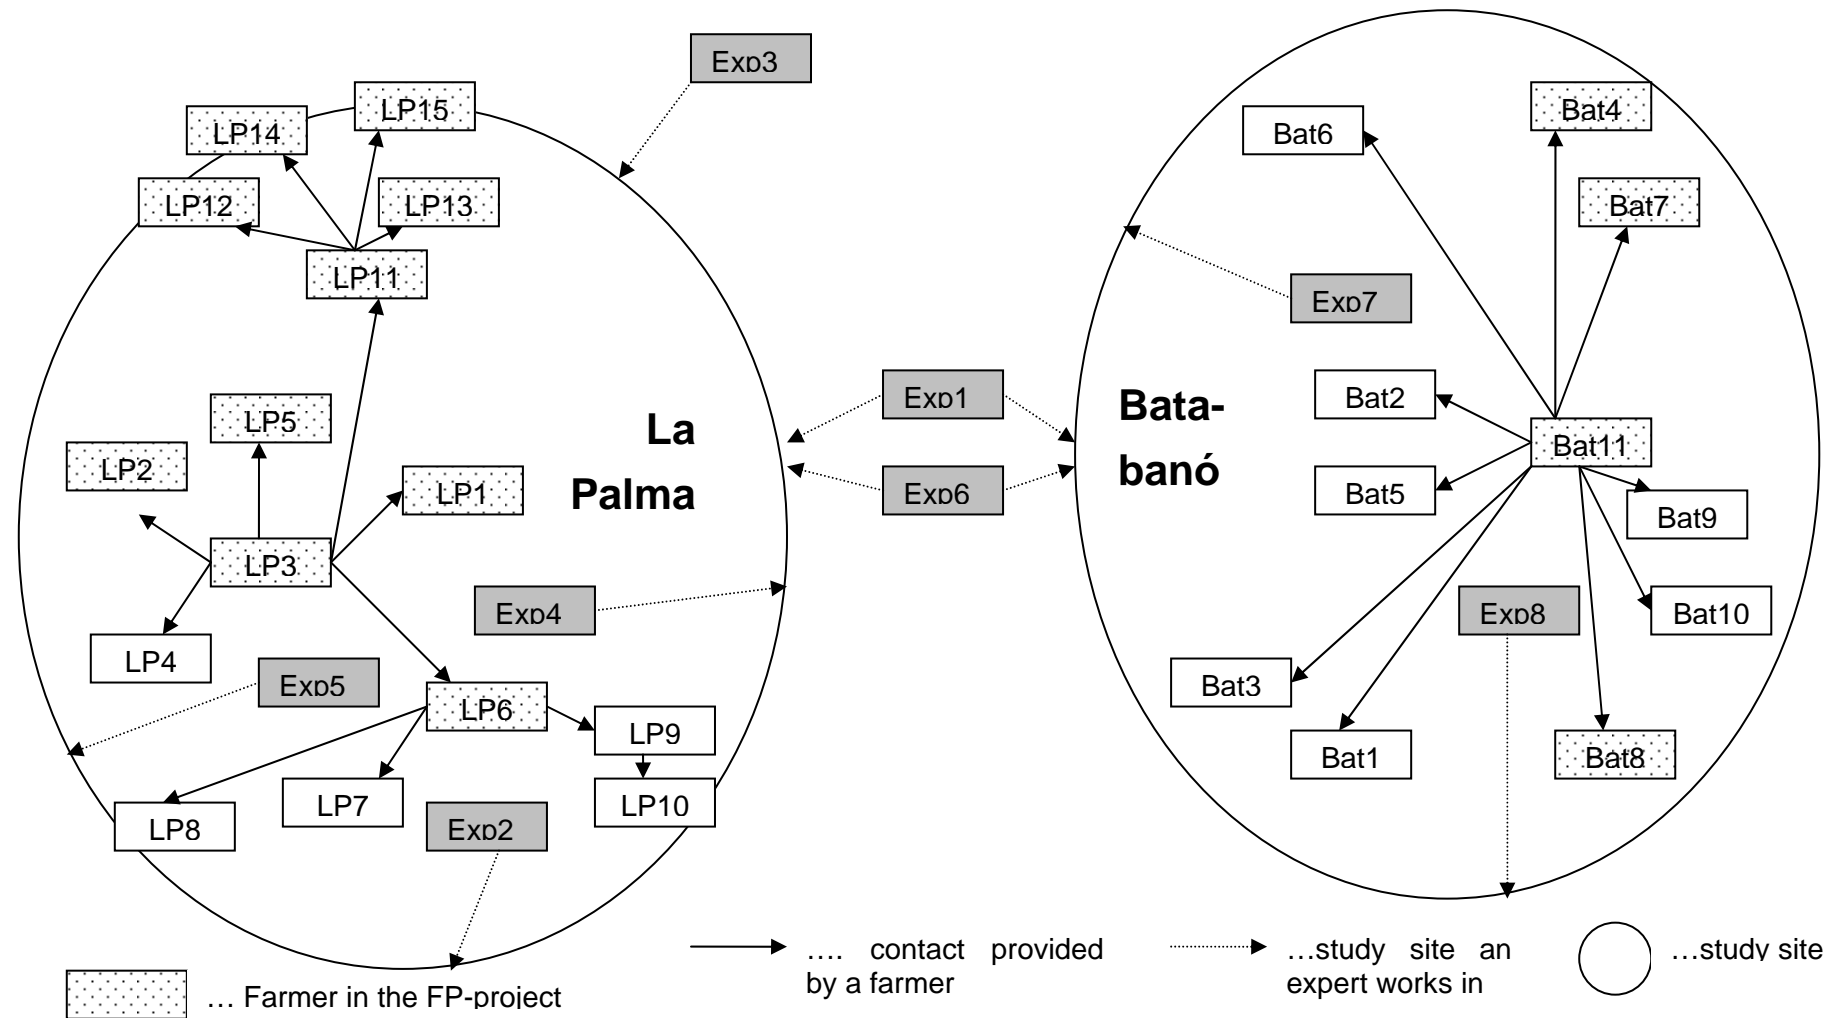 Exp3
LP15
Bat4
LP14
Bat6
LP12
LP13
Bat7
LP11
Exp7
Exp1
Bat2
LP5
La
Palma
Bata-
banó
Bat11
LP2
LP1
Exp6
Bat5
Bat9
LP3
Exp4
Exp8
Bat10
LP4
Exp5
Bat3
LP6
LP9
Bat1
Bat8
LP7
LP10
LP8
Exp2
…. contact provided
by a farmer
…study site an
expert works in
…study site
… Farmer in the FP-project